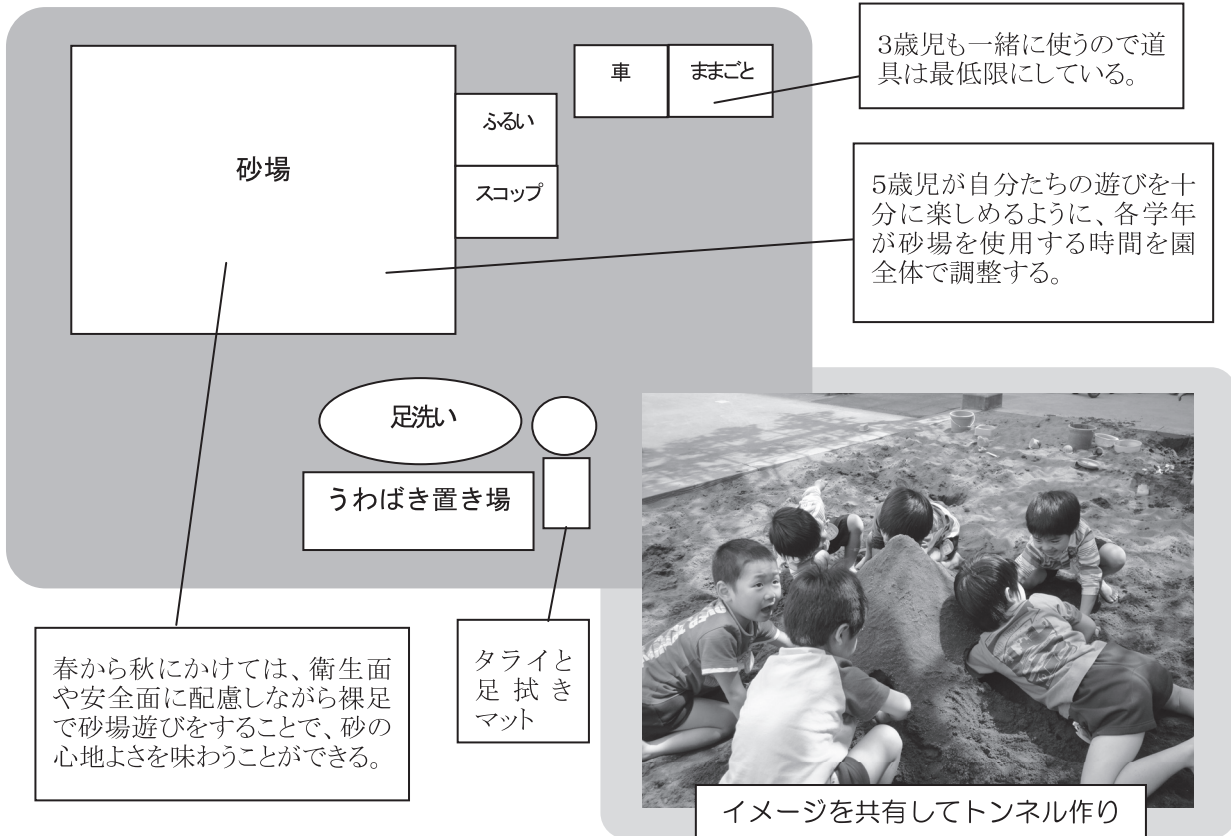 車
ままごと
3歳児も一緒に使うので道
具は最低限にしている。
ふるい
スコップ
砂場
5歳児が自分たちの遊びを十
分に楽しめるように、各学年
が砂場を使用する時間を園
全体で調整する。
足洗い
うわばき置き場
春から秋にかけては、衛生面
や安全面に配慮しながら裸足
で砂場遊びをすることで、砂の
心地よさを味わうことができる。
タライと
足拭き
マット
イメージを共有してトンネル作り